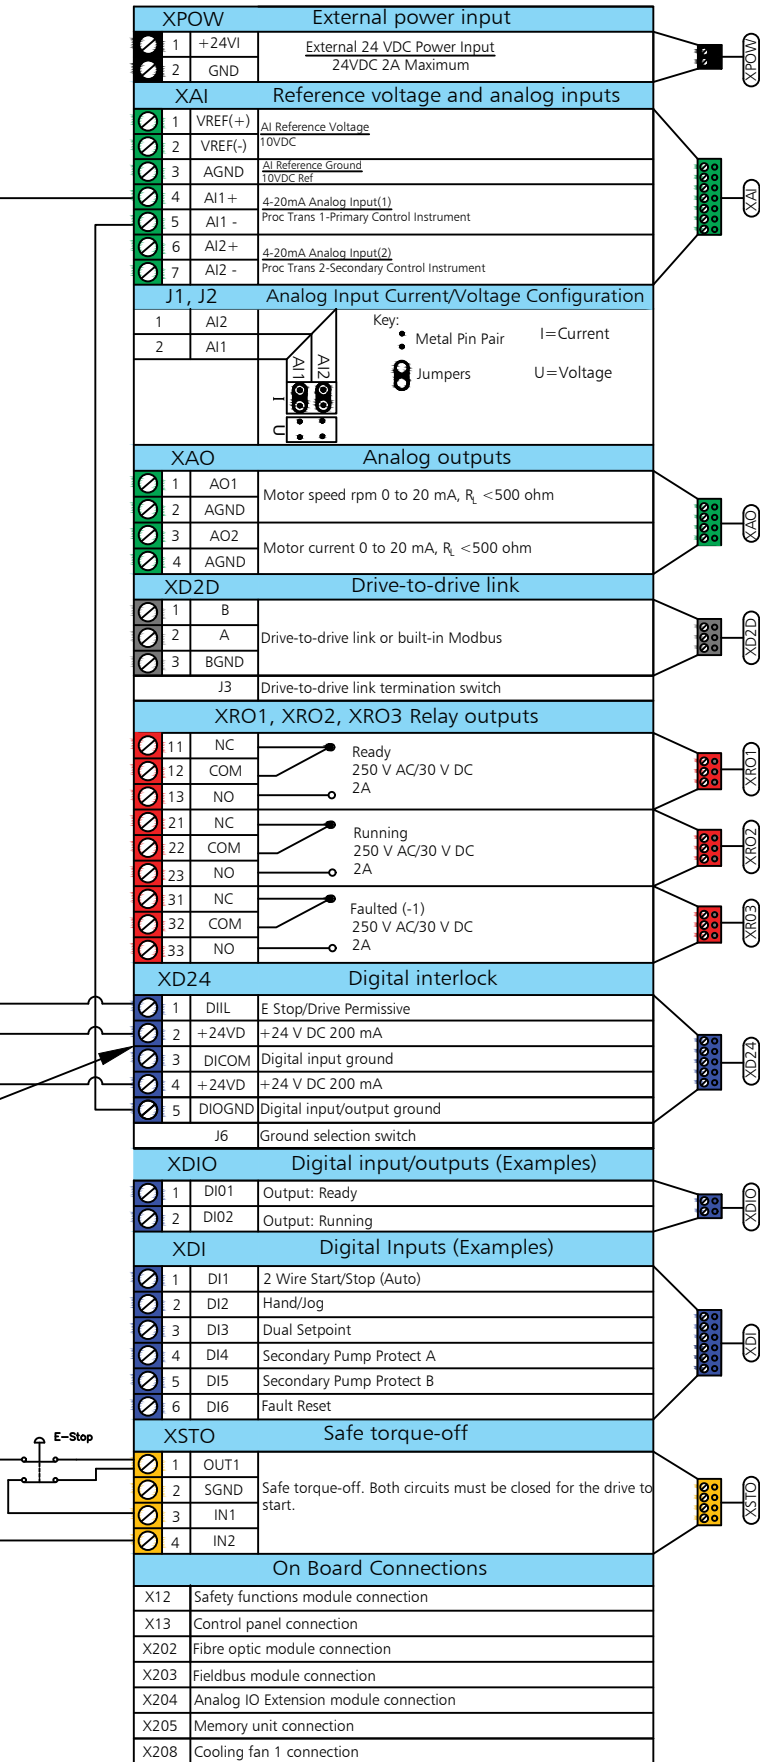 XPOW External power input
1 +24VI External 24 VDC Power Input
2 GND 24VDC 2A Maximum
XPOW
XAI Reference voltage and analog inputs
1 VREF(+) AI Reference Voltage
2 VREF(-) 10VDC
3 AGND AI Reference Ground
10VDC Ref
4 AI1+ 4-20mA Analog Input(1)
5 AI1 - Proc Trans 1-Primary Control Instrument
6 AI2+ 4-20mA Analog Input(2)
7 AI2 - Proc Trans 2-Secondary Control Instrument
XAI
J1, J2 Analog Input Current/Voltage Configuration
1 AI2
2 AI1
AI1 AI2
I
U
Key:
Metal Pin Pair I=Current
Jumpers U=Voltage
XAO Analog outputs
1 AO1 Motor speed rpm 0 to 20 mA, RL <500 ohm
2 AGND
3 AO2 Motor current 0 to 20 mA, RL <500 ohm
4 AGND
XAO
XD2D Drive-to-drive link
1 B
2 A Drive-to-drive link or built-in Modbus
3 BGND
J3 Drive-to-drive link termination switch
XD2D
XRO1, XRO2, XRO3 Relay outputs
11 NC Ready
12 COM 250 V AC/30 V DC
13 NO 2A
XRO1
21 NC Running
22 COM 250 V AC/30 V DC
23 NO 2A
XRO2
31 NC Faulted (-1)
32 COM 250 V AC/30 V DC
33 NO 2A
XR03
XD24 Digital interlock
1 DIIL E Stop/Drive Permissive
2 +24VD +24 V DC 200 mA
3 DICOM Digital input ground
4 +24VD +24 V DC 200 mA
5 DIOGND Digital input/output ground
J6 Ground selection switch
XD24
XDIO Digital input/outputs (Examples)
1 DI01 Output: Ready
2 DI02 Output: Running
XDIO
XDI Digital Inputs (Examples)
1 DI1 2 Wire Start/Stop (Auto)
2 DI2 Hand/Jog
3 DI3 Dual Setpoint
4 DI4 Secondary Pump Protect A
5 DI5 Secondary Pump Protect B
6 DI6 Fault Reset
XDI
E-Stop
XSTO Safe torque-off
1 OUT1
2 SGND Safe torque-off. Both circuits must be closed for the drive to
3 IN1 start.
4 IN2
XSTO
On Board Connections
X12 Safety functions module connection
X13 Control panel connection
X202 Fibre optic module connection
X203 Fieldbus module connection
X204 Analog IO Extension module connection
X205 Memory unit connection
X208 Cooling fan 1 connection